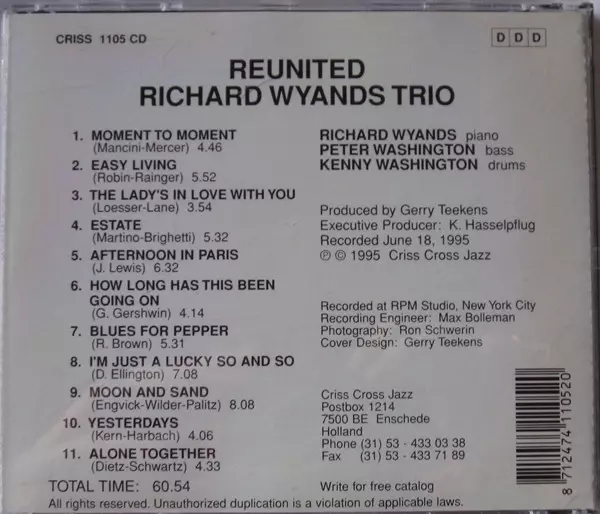 CRISS 1105 CD
D D D
REUNITED
RICHARD WYANDS TRIO
1. MOMENT TO MOMENT
(Mancini-Mercer) 4.46
2. EASY LIVING
(Robin-Rainger) 5.52
3. THE LADY'S IN LOVE WITH YOU
(Loesser-Lane) 3.54
4. ESTATE
(Martino-Brighetti) 5.32
5. AFTERNOON IN PARIS
(J. Lewis) 6.32
6. HOW LONG HAS THIS BEEN
GOING ON
(G. Gershwin) 4.14
7. BLUES FOR PEPPER
(R. Brown) 5.31
8. I'M JUST A LUCKY SO AND SO
(D. Ellington) 7.08
9. MOON AND SAND
(Engvick-Wilder-Palitz) 8.08
10. YESTERDAYS
(Kern-Harbach) 4.06
11. ALONE TOGETHER
(Dietz-Schwartz) 4.33
TOTAL TIME: 60.54
RICHARD WYANDS piano
PETER WASHINGTON bass
KENNY WASHINGTON drums
Produced by Gerry Teekens
Executive Producer: K. Hasselpflug
Recorded June 18, 1995
℗ © 1995 Criss Cross Jazz
Recorded at RPM Studio, New York City
Recording Engineer: Max Bolleman
Photography: Ron Schwerin
Cover Design: Gerry Teekens
Criss Cross Jazz
Postbox 1214
7500 BE Enschede
Holland
Phone (31) 53 - 433 03 38
Fax (31) 53 - 433 71 89
Write for free catalog
8 712474 110520
All rights reserved. Unauthorized duplication is a violation of applicable laws.